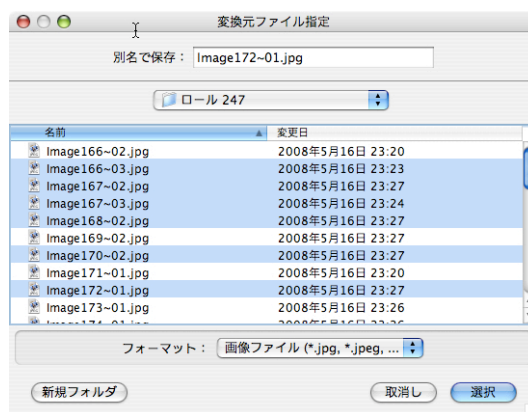 変換元ファイル指定
別名で保存： Image172~01.jpg
ロール 247
名前 変更日
Image166~02.jpg 2008年5月16日 23:20
Image166~03.jpg 2008年5月16日 23:23
Image167~02.jpg 2008年5月16日 23:27
Image167~03.jpg 2008年5月16日 23:24
Image168~02.jpg 2008年5月16日 23:27
Image169~02.jpg 2008年5月16日 23:27
Image170~02.jpg 2008年5月16日 23:27
Image171~01.jpg 2008年5月16日 23:20
Image172~01.jpg 2008年5月16日 23:27
Image173~01.jpg 2008年5月16日 23:26
フォーマット： 画像ファイル (*.jpg, *.jpeg, ...
新規フォルダ 取消し 選択